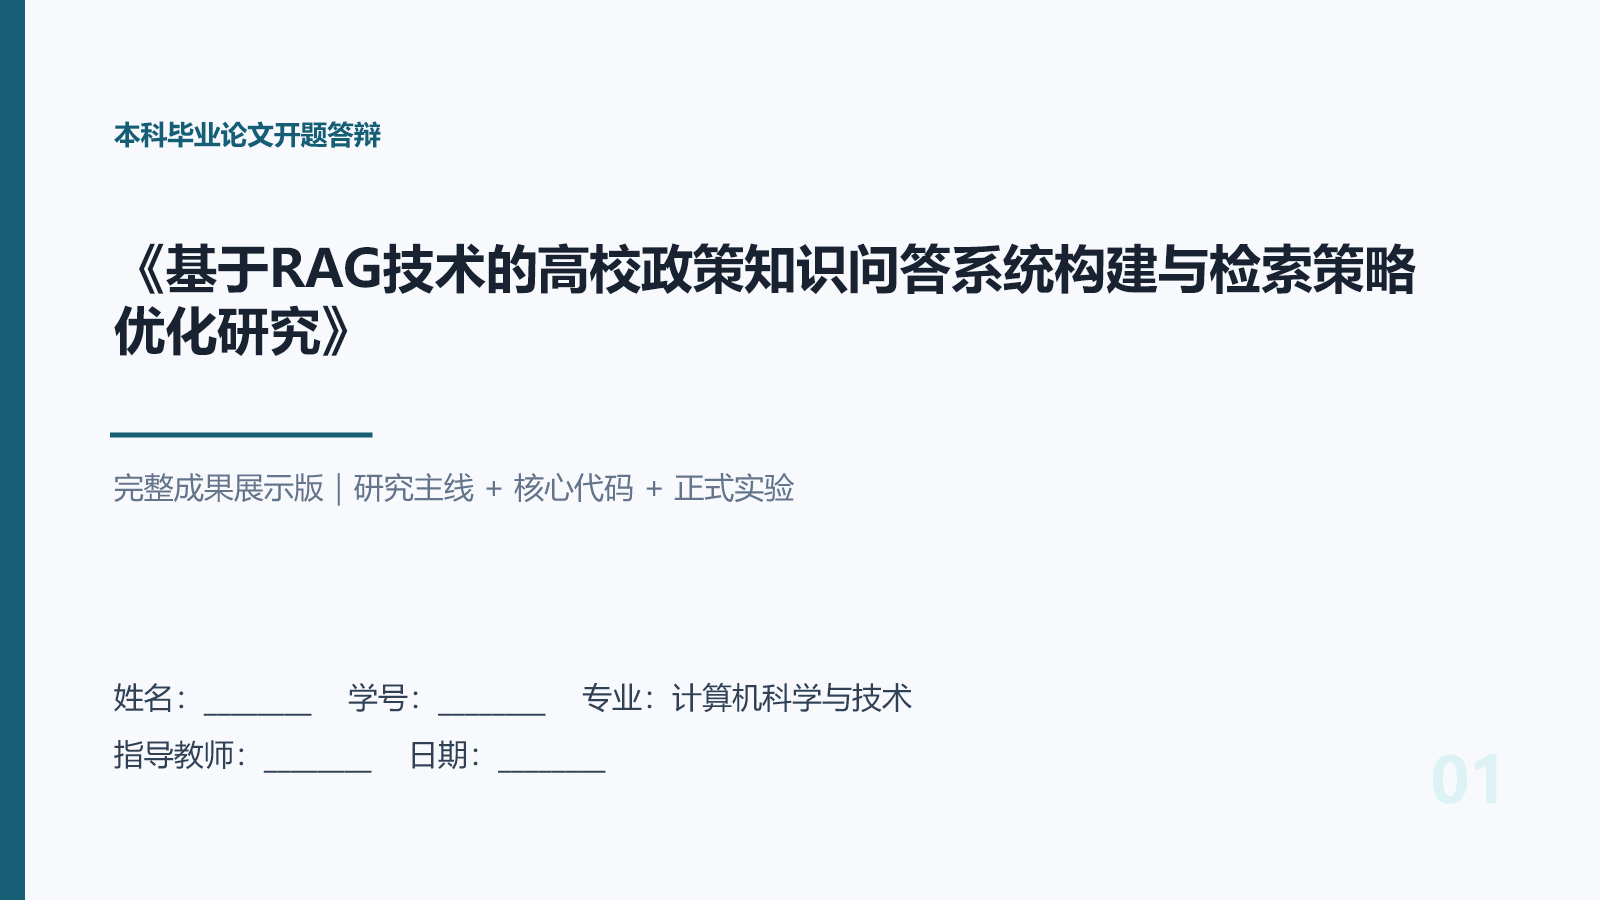 本科毕业论文开题答辩
《基于RAG技术的高校政策知识问答系统构建与检索策略
优化研究》
完整成果展示版｜研究主线 + 核心代码 + 正式实验
姓名：________ 学号：________ 专业：计算机科学与技术
指导教师：________ 日期：________
01